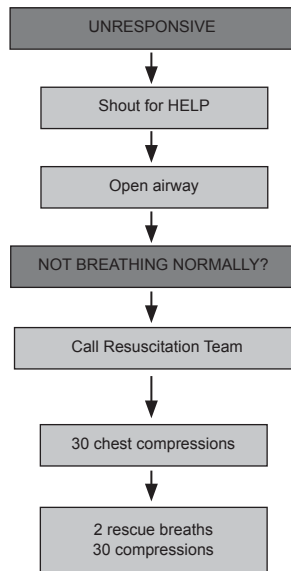 UNRESPONSIVE
Shout for HELP
Open airway
NOT BREATHING NORMALLY?
Call Resuscitation Team
30 chest compressions
2 rescue breaths
30 compressions